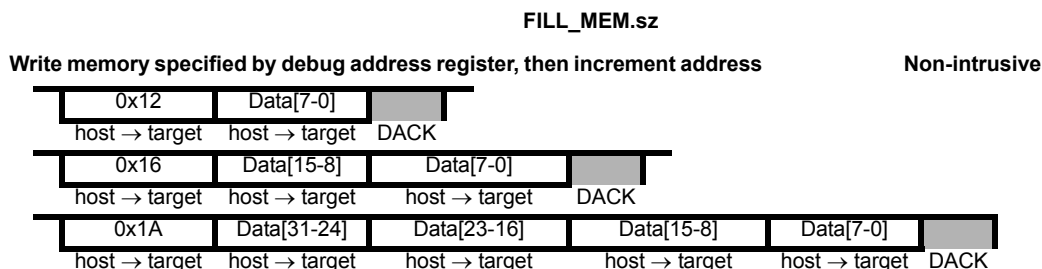 FILL_MEM.sz
Write memory specified by debug address register, then increment address Non-intrusive
0x12 Data[7-0]
host → target host → target DACK
0x16 Data[15-8] Data[7-0]
host → target host → target host → target DACK
0x1A Data[31-24] Data[23-16] Data[15-8] Data[7-0]
host → target host → target host → target host → target host → target DACK